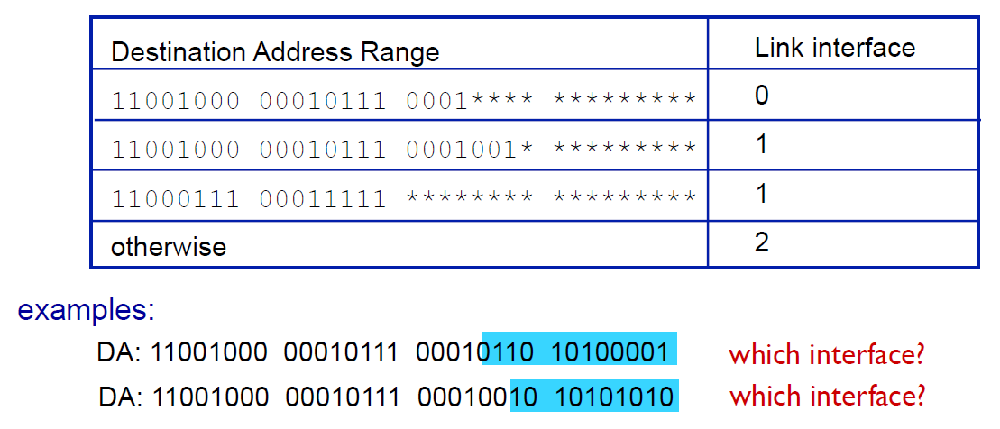 Destination Address Range Link interface
11001000 00010111 0001**** ********* 0
11001000 00010111 0001001* ********* 1
11000111 00011111 ******** ********* 1
otherwise 2
examples:
DA: 11001000 00010111 00010110 10100001 which interface?
DA: 11001000 00010111 00010010 10101010 which interface?